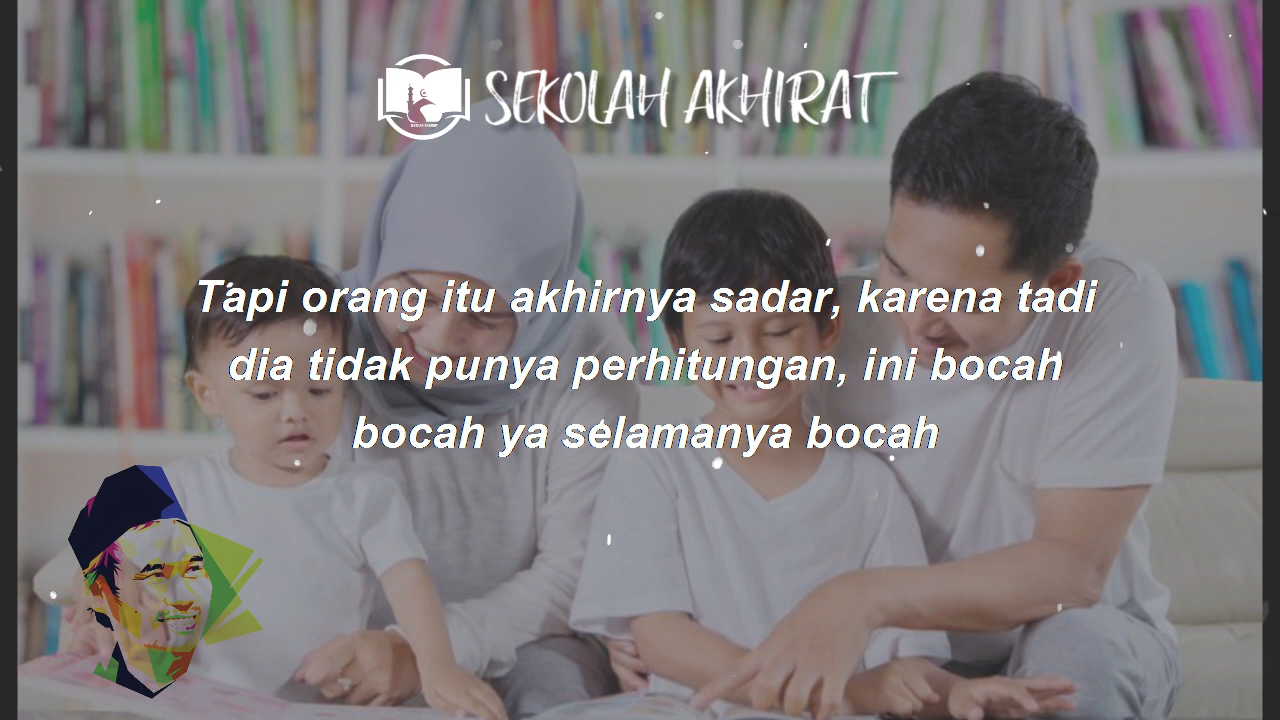 SEKOLAH AKHIRAT
Tapi orang itu akhirnya sadar, karena tadi
dia tidak punya perhitungan, ini bocah
bocah ya selamanya bocah